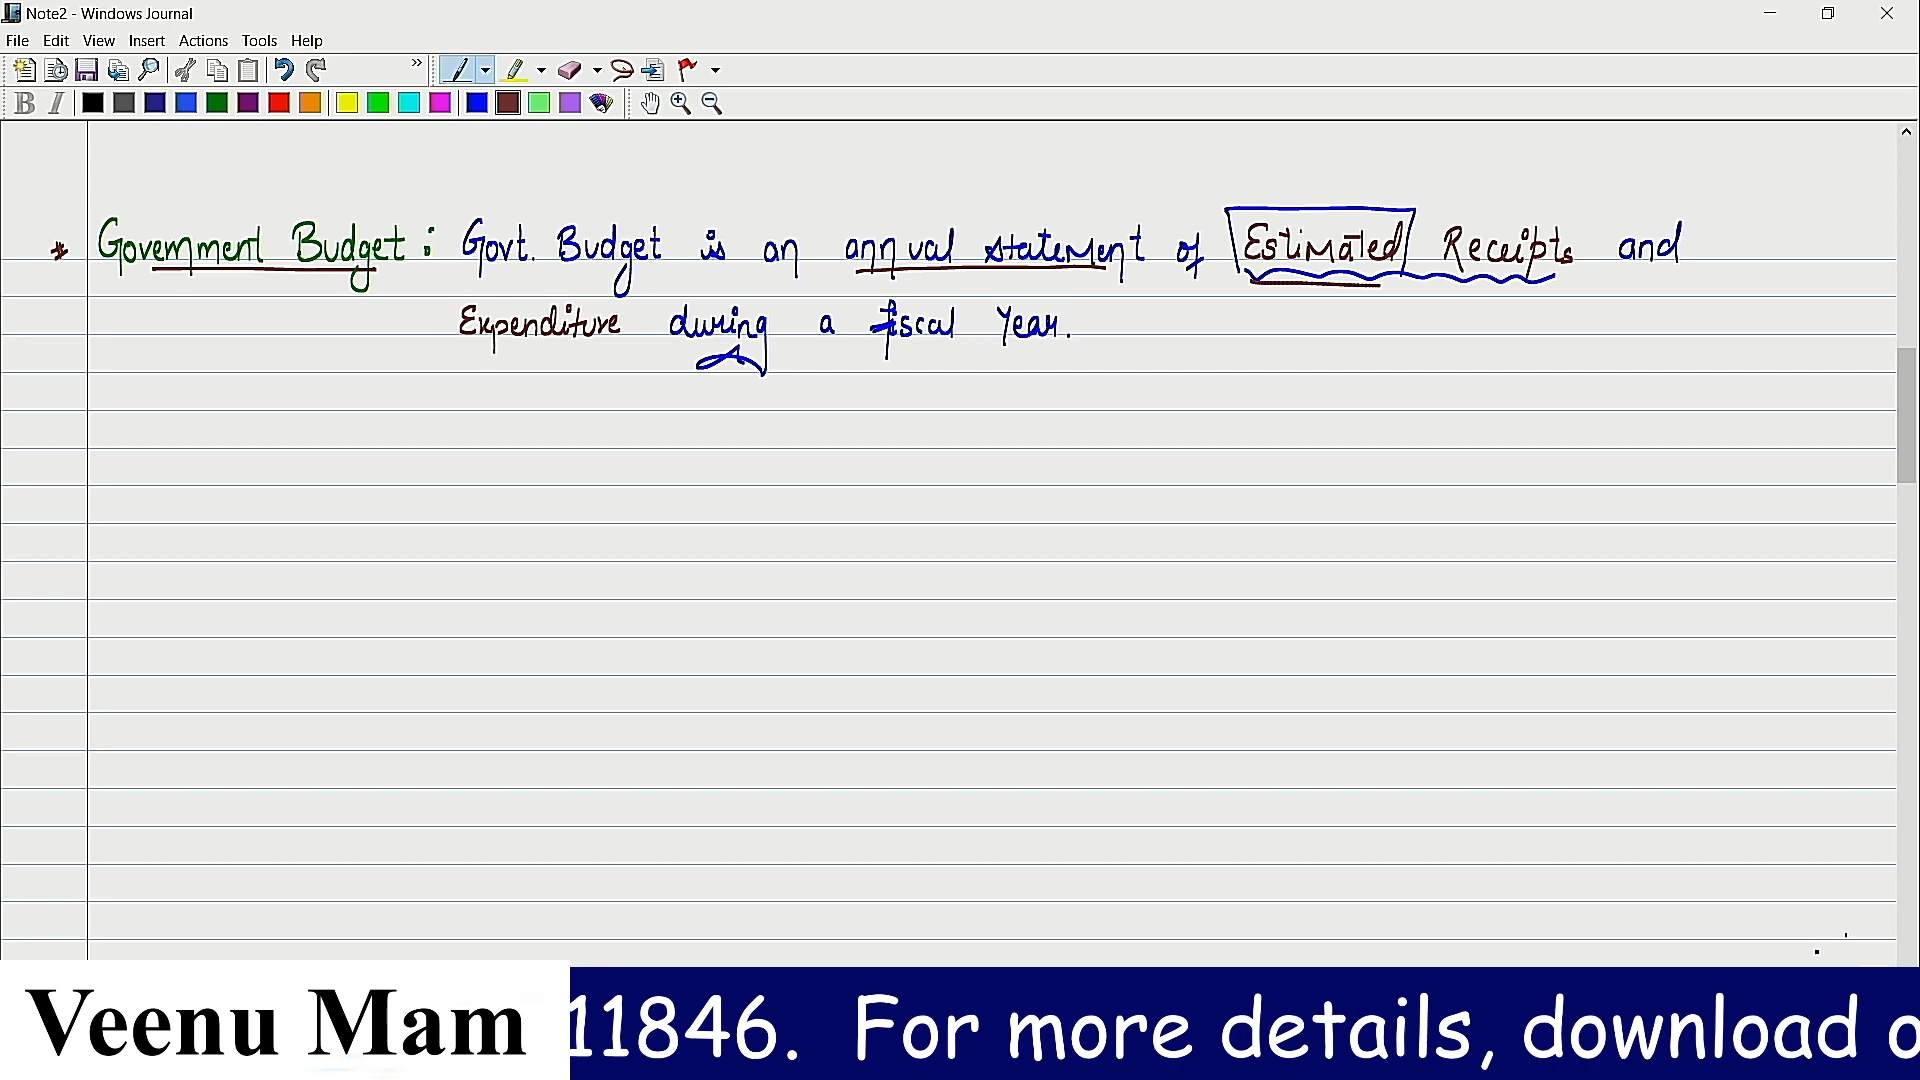 Note2 - Windows Journal
File Edit View Insert Actions Tools Help
B I
* Government Budget : Govt. Budget is an annual statement of Estimated Receipts and
Expenditure during a fiscal Year.
Veenu Mam
11846. For more details, download o